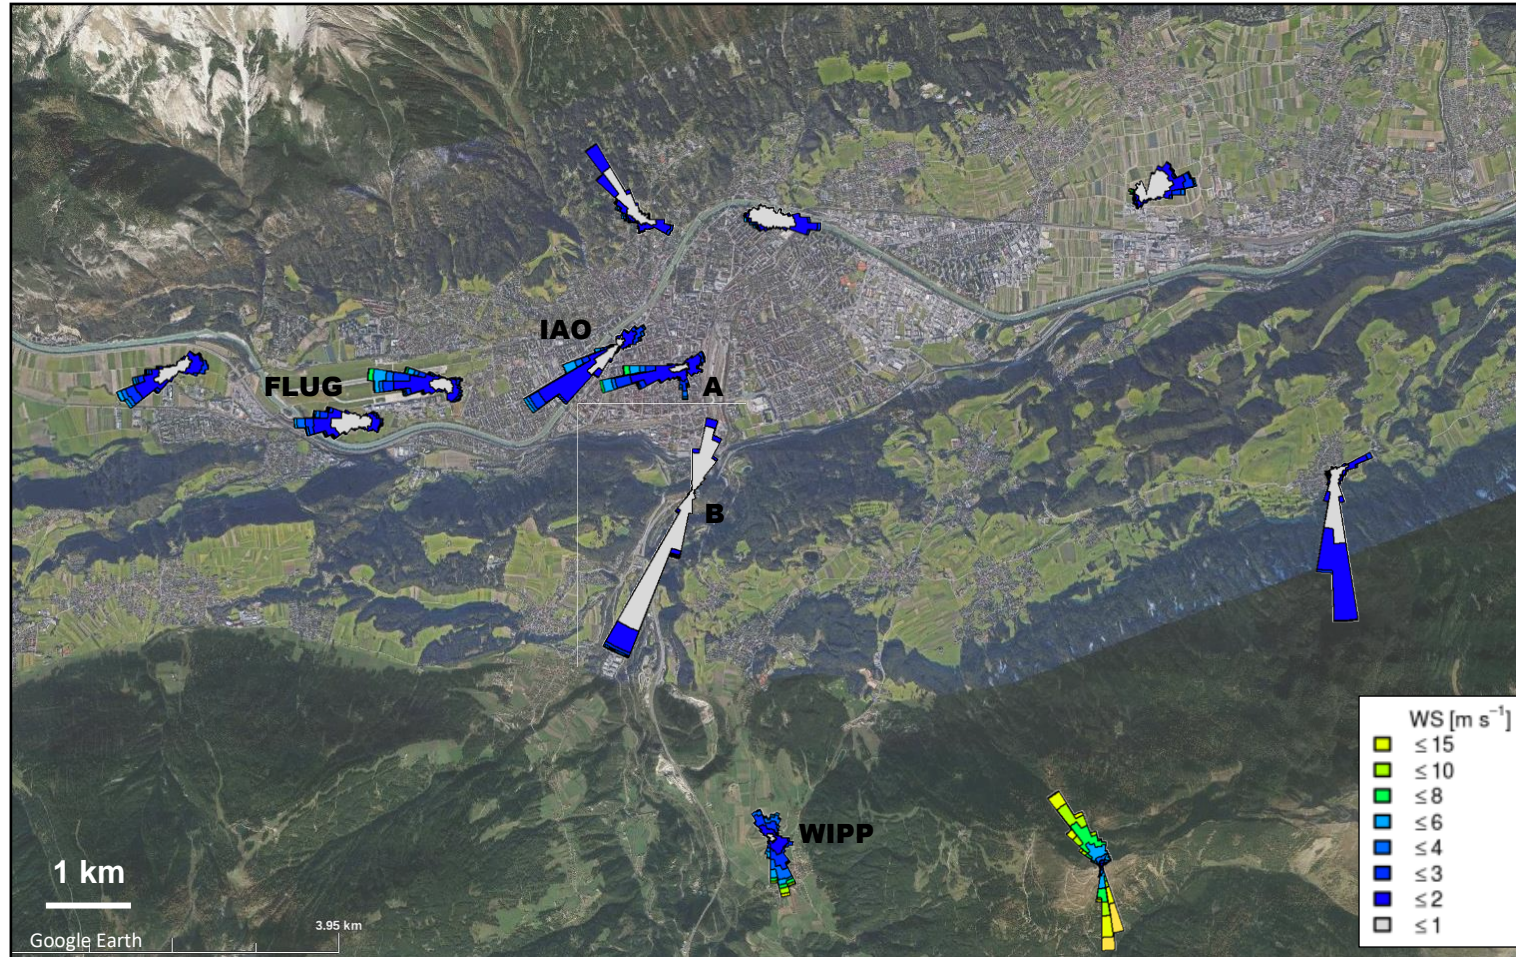 IAO
FLUG
A
B
WS [m s⁻¹]
≤ 15
≤ 10
≤ 8
≤ 6
≤ 4
≤ 3
≤ 2
≤ 1
WIPP
1 km
3.95 km
Google Earth